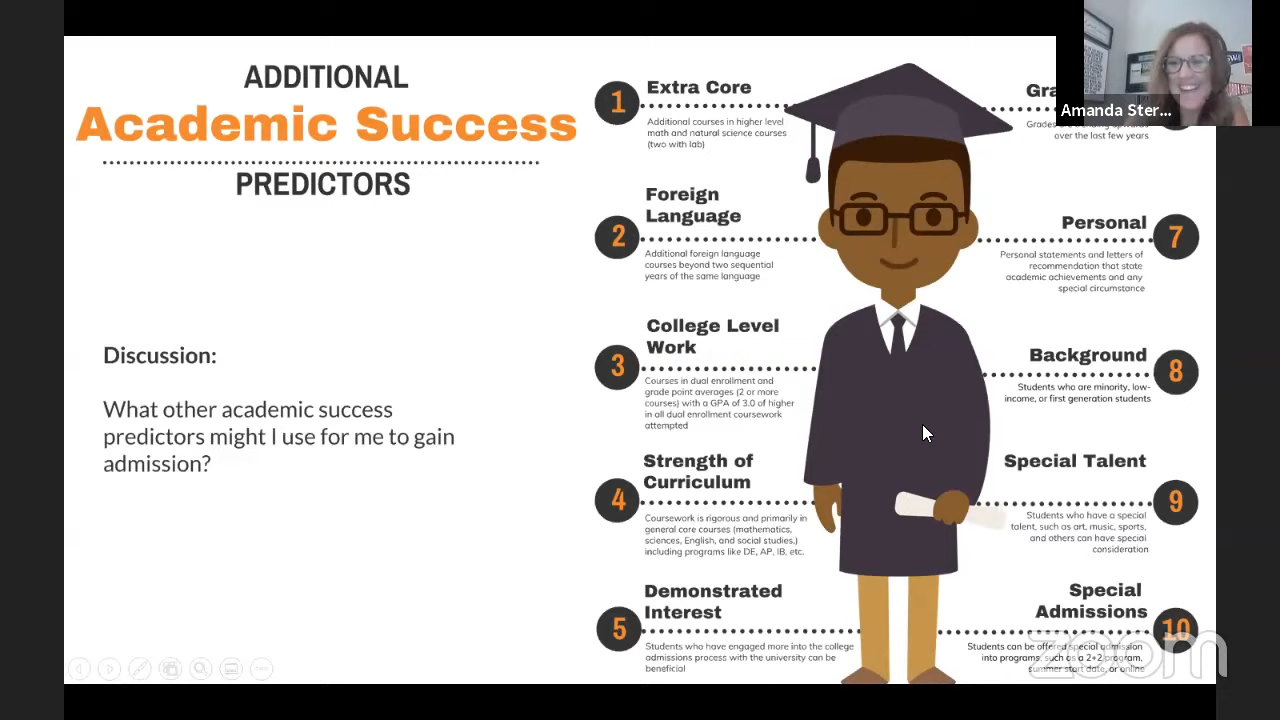 ADDITIONAL
Academic Success
PREDICTORS
Discussion:
What other academic success
predictors might I use for me to gain
admission?
1
Extra Core
Additional courses in higher level
math and natural science courses
(two with lab)
2
Foreign
Language
Additional foreign language
courses beyond two sequential
years of the same language
3
College Level
Work
Courses in dual enrollment and
grade point averages (2 or more
courses) with a GPA of 3.0 of higher
in all dual enrollment coursework
attempted
4
Strength of
Curriculum
Coursework is rigorous and primarily in
general core courses (mathematics,
sciences, English, and social studies,)
including programs like DE, AP, IB, etc.
5
Demonstrated
Interest
Students who have engaged more into the college
admissions process with the university can be
beneficial
Amanda Ster...
over the last few years
Personal
7
Personal statements and letters of
recommendation that state
academic achievements and any
special circumstance
Background
8
Students who are minority, low-
income, or first generation students
Special Talent
9
Students who have a special
talent, such as art, music, sports,
and others can have special
consideration
Special
Admissions
10
Students can be offered special admission
into programs, such as a 2+2 program,
summer start date, or online
zoom